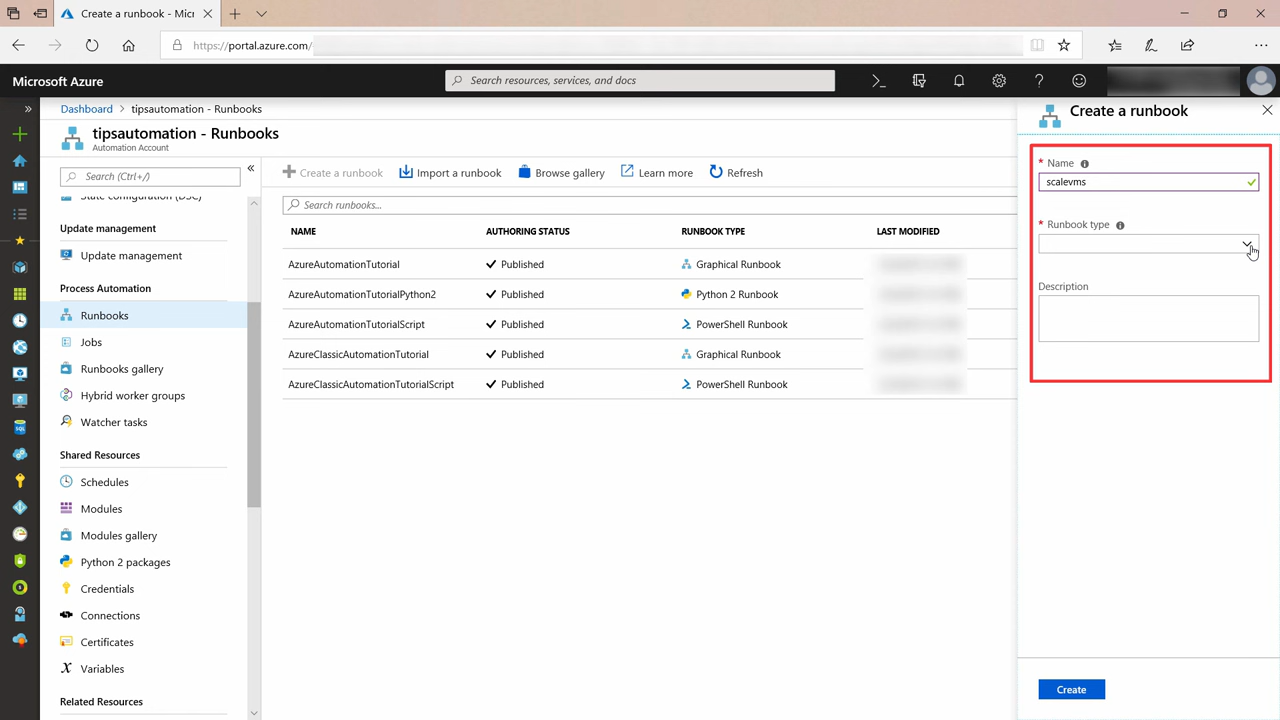 Create a runbook - Micr
https://portal.azure.com/
Microsoft Azure
Search resources, services, and docs
Dashboard > tipsautomation - Runbooks
tipsautomation - Runbooks
Automation Account
Search (Ctrl+/)
State configuration (DSC)
Update management
Update management
Process Automation
Runbooks
Jobs
Runbooks gallery
Hybrid worker groups
Watcher tasks
Shared Resources
Schedules
Modules
Modules gallery
Python 2 packages
Credentials
Connections
Certificates
Variables
Related Resources
Create a runbook Import a runbook Browse gallery Learn more Refresh
Search runbooks...
NAME AUTHORING STATUS RUNBOOK TYPE LAST MODIFIED
AzureAutomationTutorial Published Graphical Runbook
AzureAutomationTutorialPython2 Published Python 2 Runbook
AzureAutomationTutorialScript Published PowerShell Runbook
AzureClassicAutomationTutorial Published Graphical Runbook
AzureClassicAutomationTutorialScript Published PowerShell Runbook
Create a runbook
* Name
scalevms
* Runbook type
Description
Create